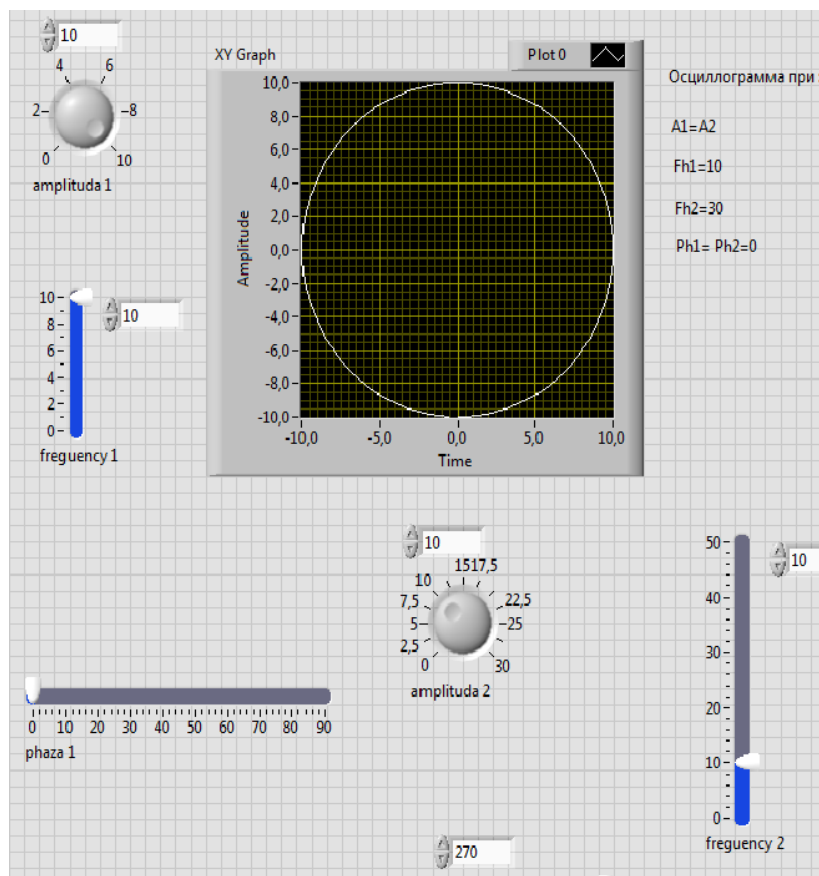 10
4 6
2 8
0 10
amplituda 1
XY Graph
Plot 0
10,0
8,0
6,0
4,0
2,0
0,0
-2,0
-4,0
-6,0
-8,0
-10,0
Amplitude
-10,0 -5,0 0,0 5,0 10,0
Time
Осциллограмма при
A1=A2
Fh1=10
Fh2=30
Ph1= Ph2=0
10
8
6
4
2
0
10
freguency 1
10
10 15 17,5
7,5 22,5
5 25
2,5
0 30
amplituda 2
50
40
30
20
10
0
10
freguency 2
0 10 20 30 40 50 60 70 80 90
phaza 1
270